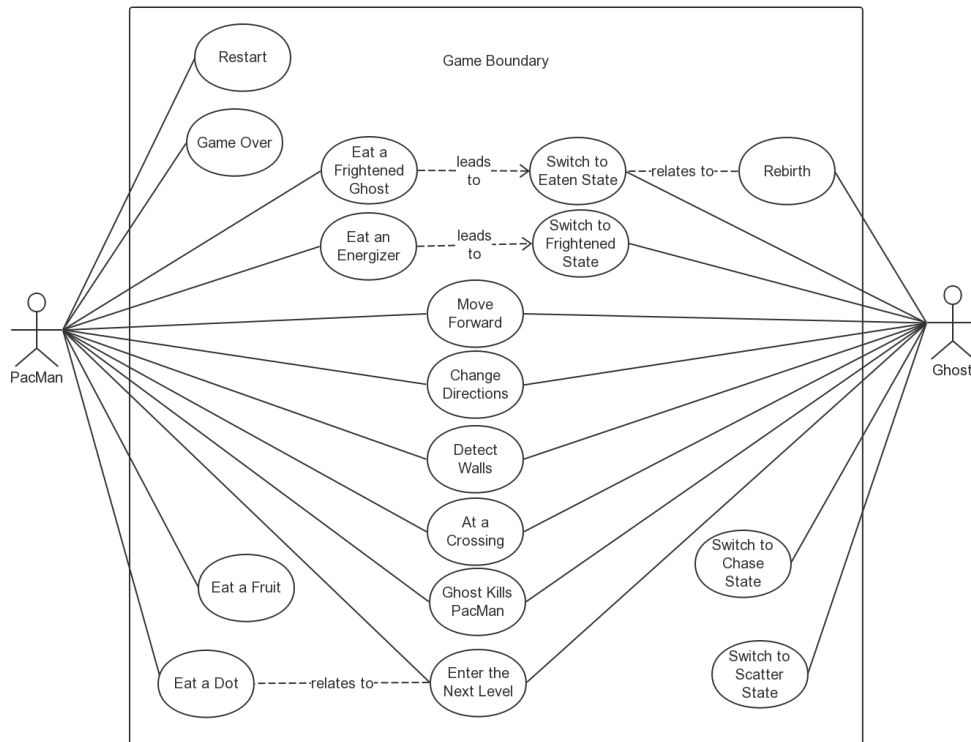 Restart
Game Boundary
Game Over
Eat a
Frightened
Ghost
leads
to
Switch to
Eaten State
relates to
Rebirth
Eat an
Energizer
leads
to
Switch to
Frightened
State
Move
Forward
PacMan
Ghost
Change
Directions
Detect
Walls
At a
Crossing
Switch to
Chase
State
Eat a Fruit
Ghost Kills
PacMan
Eat a Dot
relates to
Enter the
Next Level
Switch to
Scatter
State